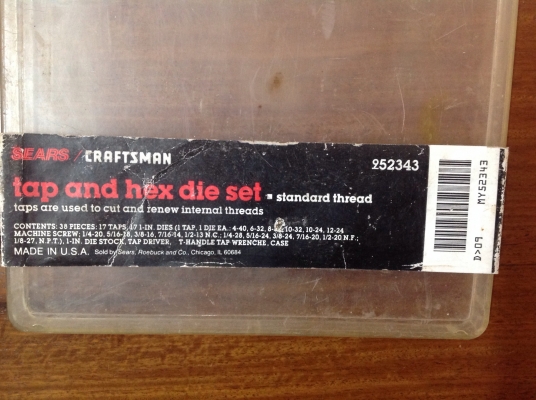 SEARS / CRAFTSMAN
952343
tap and hex die set ■ standard thread
taps are used to cut and renew internal threads
CONTENTS: 38 PIECES: 17 TAPS, 17 1-IN. DIES (1 TAP, 1 DIE EA.: 4-40, 6-32, 10-32, 10-24, 12-24
MACHINE SCREW; 1/4-20, 5/16-18, 3/8-16, 7/16-14, 1/2-13 N.C.; 1/4-28, 5/16-24, 3/8-24, 7/16-20, 1/2-20 N.F.;
1/8-27, N.P.T.), 1-IN. DIE STOCK, TAP DRIVER, T-HANDLE TAP WRENCHE, CASE
MADE IN U.S.A. Sold by Sears, Roebuck and Co., Chicago, IL 60684
MY52343
D>09